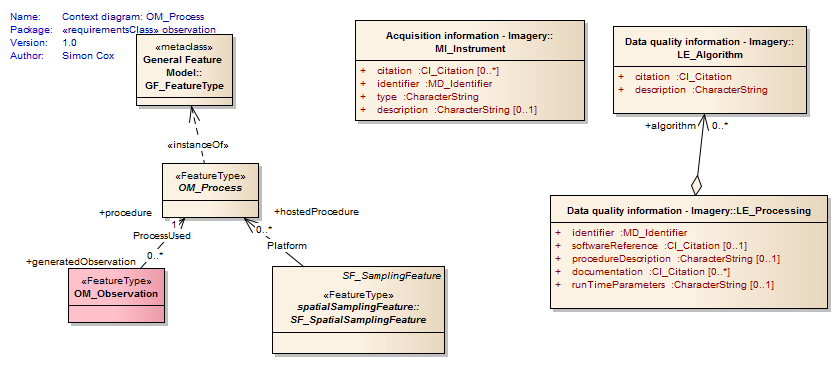 Name: Context diagram: OM_Process
Package: «requirementsClass» observation
Version: 1.0
Author: Simon Cox
«metaclass»
General Feature
Model::
GF_FeatureType
«instanceOf»
«FeatureType»
OM_Process
+procedure
1
ProcessUsed
0..*
+generatedObservation
«FeatureType»
OM_Observation
+hostedProcedure
0..*
Platform
SF_SamplingFeature
«FeatureType»
spatialSamplingFeature::
SF_SpatialSamplingFeature
Acquisition information - Imagery::
MI_Instrument
+ citation :CI_Citation [0..*]
+ identifier :MD_Identifier
+ type :CharacterString
+ description :CharacterString [0..1]
Data quality information - Imagery::
LE_Algorithm
+ citation :CI_Citation
+ description :CharacterString
+algorithm 0..*
Data quality information - Imagery::LE_Processing
+ identifier :MD_Identifier
+ softwareReference :CI_Citation [0..1]
+ procedureDescription :CharacterString [0..1]
+ documentation :CI_Citation [0..*]
+ runTimeParameters :CharacterString [0..1]